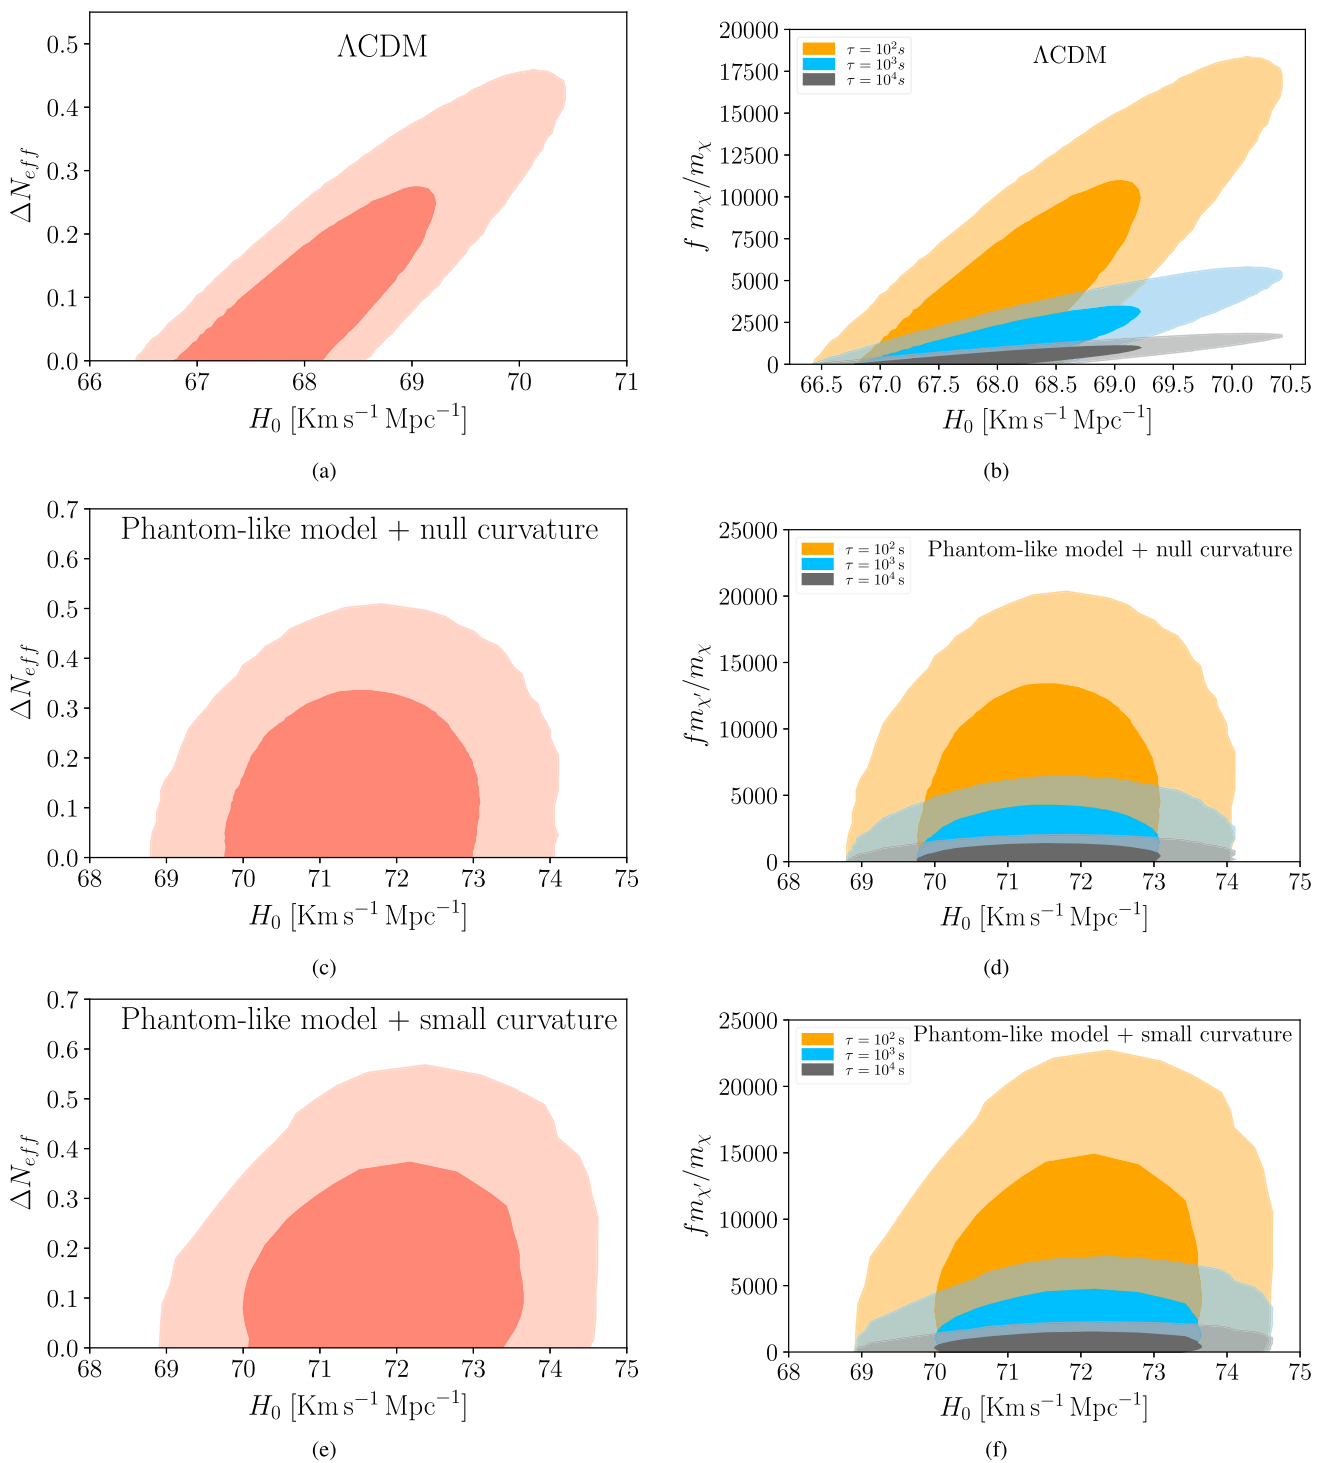 ΛCDM
0.5
0.4
0.3
0.2
0.1
0.0
ΔN_{eff}
66 67 68 69 70 71
H_0 [Km s^{-1} Mpc^{-1}]
(a)
ΛCDM
τ = 10^2 s
τ = 10^3 s
τ = 10^4 s
20000
17500
15000
12500
10000
7500
5000
2500
0
f m_{χ'}/m_χ
66.5 67.0 67.5 68.0 68.5 69.0 69.5 70.0 70.5
H_0 [Km s^{-1} Mpc^{-1}]
(b)
Phantom-like model + null curvature
0.7
0.6
0.5
0.4
0.3
0.2
0.1
0.0
ΔN_{eff}
68 69 70 71 72 73 74 75
H_0 [Km s^{-1} Mpc^{-1}]
(c)
Phantom-like model + null curvature
τ = 10^2 s
τ = 10^3 s
τ = 10^4 s
25000
20000
15000
10000
5000
0
f m_{χ'}/m_χ
68 69 70 71 72 73 74 75
H_0 [Km s^{-1} Mpc^{-1}]
(d)
Phantom-like model + small curvature
0.7
0.6
0.5
0.4
0.3
0.2
0.1
0.0
ΔN_{eff}
68 69 70 71 72 73 74 75
H_0 [Km s^{-1} Mpc^{-1}]
(e)
Phantom-like model + small curvature
τ = 10^2 s
τ = 10^3 s
τ = 10^4 s
25000
20000
15000
10000
5000
0
f m_{χ'}/m_χ
68 69 70 71 72 73 74 75
H_0 [Km s^{-1} Mpc^{-1}]
(f)